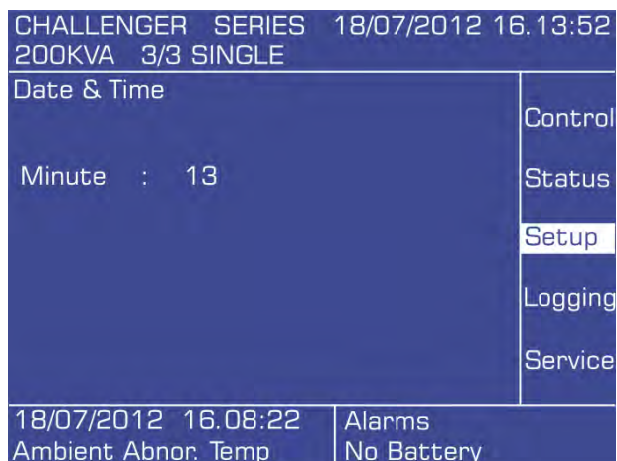 CHALLENGER SERIES 18/07/2012 16.13:52
200KVA 3/3 SINGLE
Date & Time
Minute : 13
Control
Status
Setup
Logging
Service
18/07/2012 16.08:22
Ambient Abnor. Temp
Alarms
No Battery